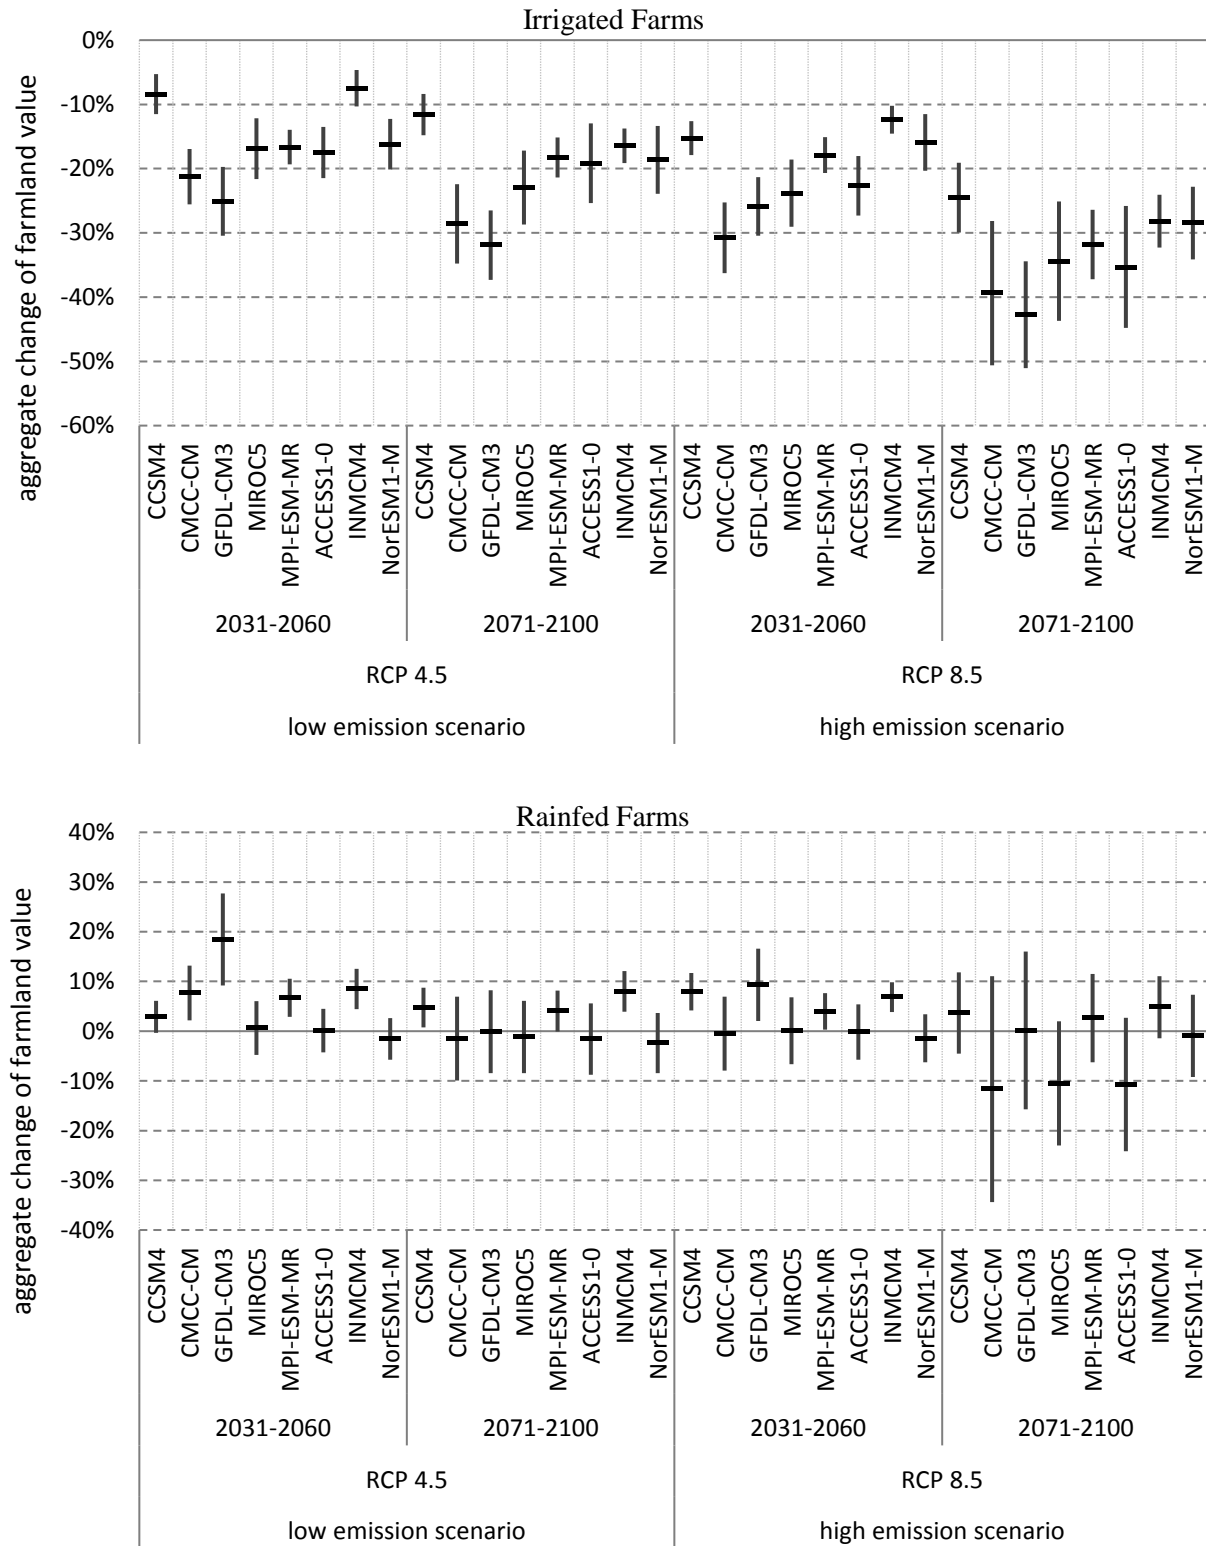 Irrigated Farms
aggregate change of farmland value
0%
-10%
-20%
-30%
-40%
-50%
-60%
CCSM4
CMCC-CM
GFDL-CM3
MIROC5
MPI-ESM-MR
ACCESS1-0
INMCM4
NorESM1-M
CCSM4
CMCC-CM
GFDL-CM3
MIROC5
MPI-ESM-MR
ACCESS1-0
INMCM4
NorESM1-M
CCSM4
CMCC-CM
GFDL-CM3
MIROC5
MPI-ESM-MR
ACCESS1-0
INMCM4
NorESM1-M
CCSM4
CMCC-CM
GFDL-CM3
MIROC5
MPI-ESM-MR
ACCESS1-0
INMCM4
NorESM1-M
2031-2060 2071-2100 2031-2060 2071-2100
RCP 4.5 RCP 8.5
low emission scenario high emission scenario
Rainfed Farms
aggregate change of farmland value
40%
30%
20%
10%
0%
-10%
-20%
-30%
-40%
CCSM4
CMCC-CM
GFDL-CM3
MIROC5
MPI-ESM-MR
ACCESS1-0
INMCM4
NorESM1-M
CCSM4
CMCC-CM
GFDL-CM3
MIROC5
MPI-ESM-MR
ACCESS1-0
INMCM4
NorESM1-M
CCSM4
CMCC-CM
GFDL-CM3
MIROC5
MPI-ESM-MR
ACCESS1-0
INMCM4
NorESM1-M
CCSM4
CMCC-CM
GFDL-CM3
MIROC5
MPI-ESM-MR
ACCESS1-0
INMCM4
NorESM1-M
2031-2060 2071-2100 2031-2060 2071-2100
RCP 4.5 RCP 8.5
low emission scenario high emission scenario